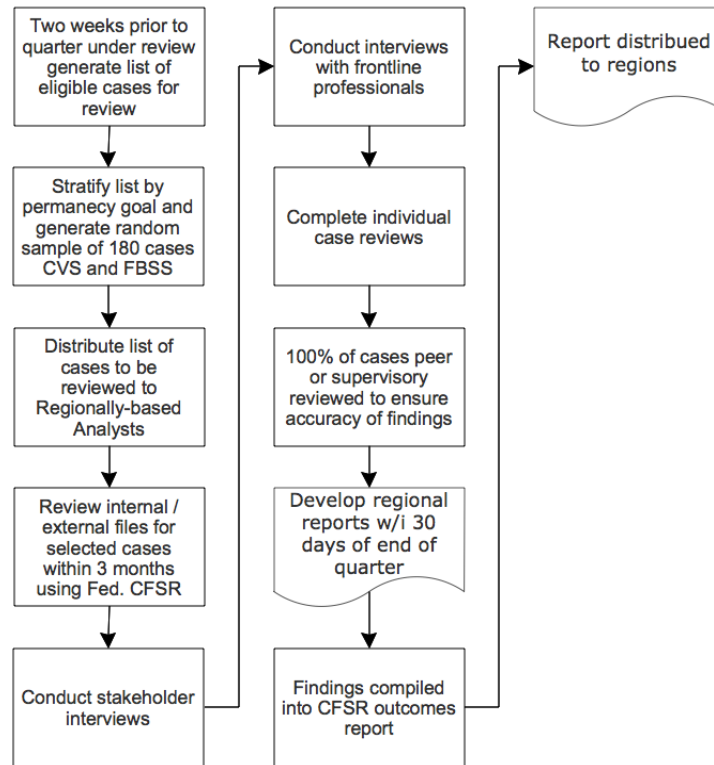 Two weeks prior to
quarter under review
generate list of
eligible cases for
review
Stratify list by
permanecy goal and
generate random
sample of 180 cases
CVS and FBSS
Distribute list of
cases to be
reviewed to
Regionally-based
Analysts
Review internal /
external files for
selected cases
within 3 months
using Fed. CFSR
Conduct stakeholder
interviews
Conduct interviews
with frontline
professionals
Complete individual
case reviews
100% of cases peer
or supervisory
reviewed to ensure
accuracy of findings
Develop regional
reports w/i 30
days of end of
quarter
Findings compiled
into CFSR outcomes
report
Report distribued
to regions